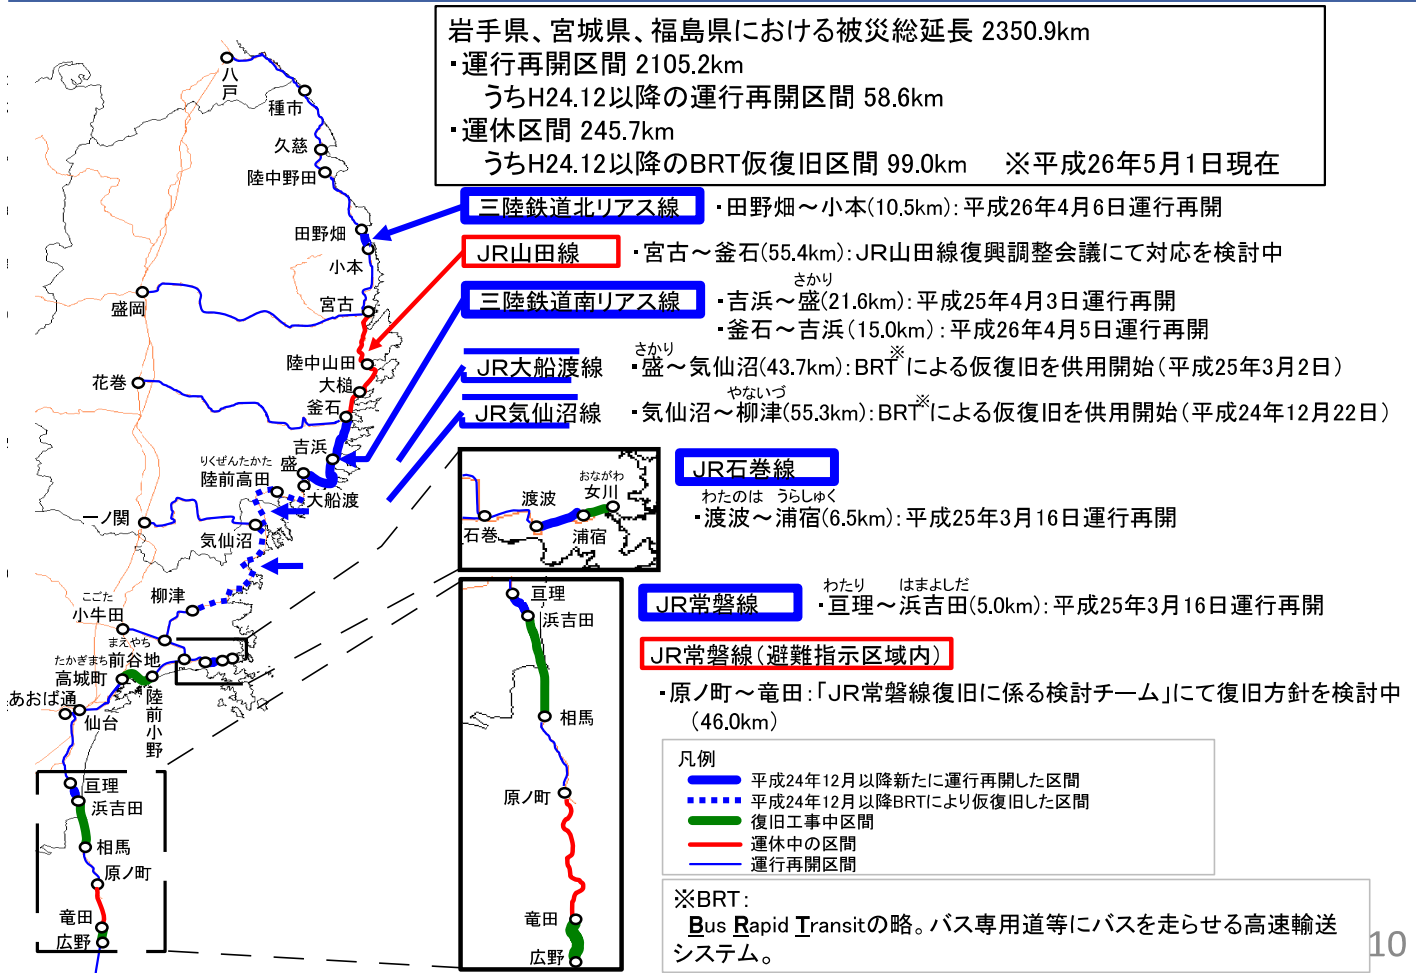 岩手県、宮城県、福島県における被災総延長 2350.9km
・運行再開区間 2105.2km
うちH24.12以降の運行再開区間 58.6km
・運休区間 245.7km
うちH24.12以降のBRT仮復旧区間 99.0km ※平成26年5月1日現在
三陸鉄道北リアス線 ・田野畑～小本(10.5km)：平成26年4月6日運行再開
JR山田線 ・宮古～釜石(55.4km)：JR山田線復興調整会議にて対応を検討中
さかり
三陸鉄道南リアス線 ・吉浜～盛(21.6km)：平成25年4月3日運行再開
・釜石～吉浜(15.0km)：平成26年4月5日運行再開
さかり
JR大船渡線 ・盛～気仙沼(43.7km)：BRT※による仮復旧を供用開始(平成25年3月2日)
やないづ
JR気仙沼線 ・気仙沼～柳津(55.3km)：BRT※による仮復旧を供用開始(平成24年12月22日)
JR石巻線
わたのは うらしゅく
・渡波～浦宿(6.5km)：平成25年3月16日運行再開
わたり はまよしだ
JR常磐線 ・亘理～浜吉田(5.0km)：平成25年3月16日運行再開
JR常磐線(避難指示区域内)
・原ノ町～竜田：「JR常磐線復旧に係る検討チーム」にて復旧方針を検討中
(46.0km)
凡例
平成24年12月以降新たに運行再開した区間
平成24年12月以降BRTにより仮復旧した区間
復旧工事中区間
運休中の区間
運行再開区間
※BRT：
Bus Rapid Transitの略。バス専用道等にバスを走らせる高速輸送
システム。
10
八戸
種市
久慈
陸中野田
田野畑
小本
盛岡
宮古
陸中山田
花巻
大槌
釜石
吉浜
りくぜんたかた
陸前高田
盛
大船渡
一ノ関
気仙沼
柳津
こごた
小牛田
まえやち
前谷地
たかぎまち
高城町
あおば通
仙台
陸前小野
亘理
浜吉田
相馬
原ノ町
竜田
広野
おながわ
女川
渡波
石巻
浦宿
亘理
浜吉田
相馬
原ノ町
竜田
広野